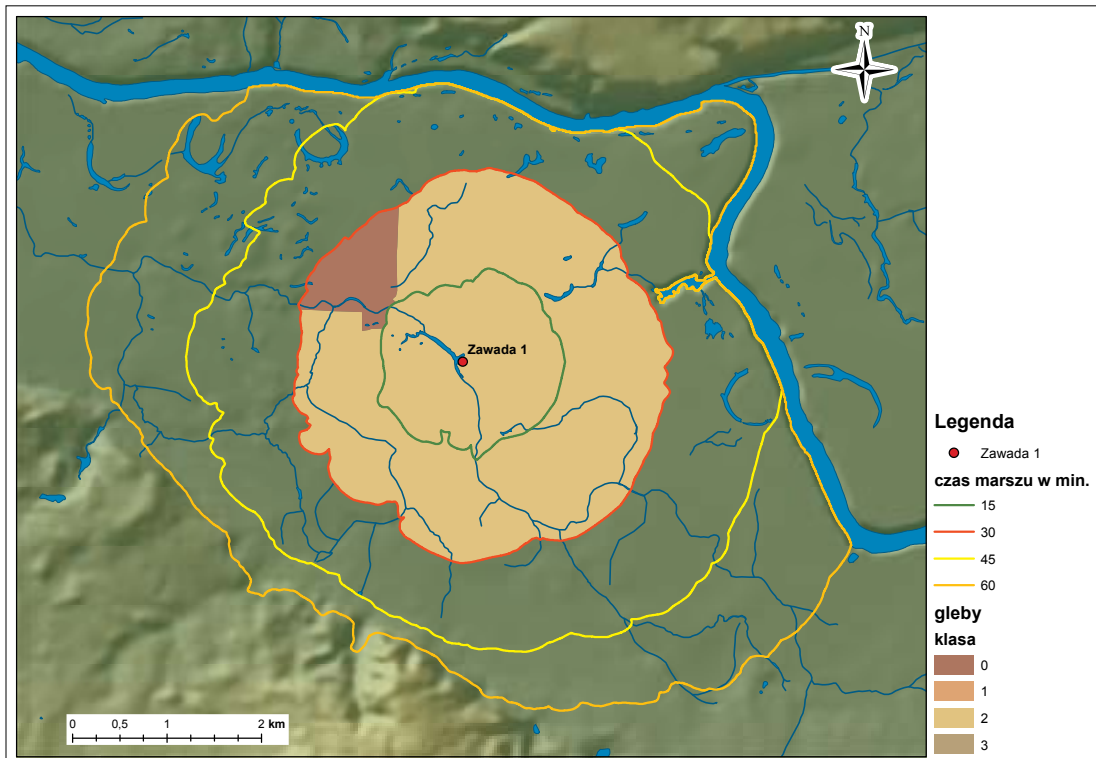 N
Zawada 1
Legenda
Zawada 1
czas marszu w min.
15
30
45
60
gleby
klasa
0
1
2
3
0 0,5 1 2 km